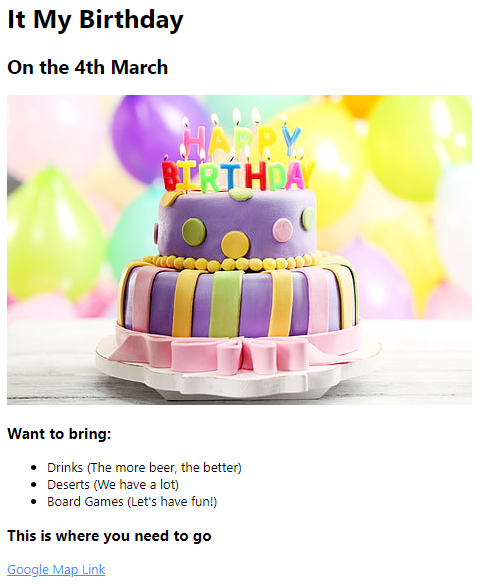 It My Birthday
On the 4th March
HAPPY
BIRTHDAY
Want to bring:
Drinks (The more beer, the better)
Deserts (We have a lot)
Board Games (Let's have fun!)
This is where you need to go
Google Map Link